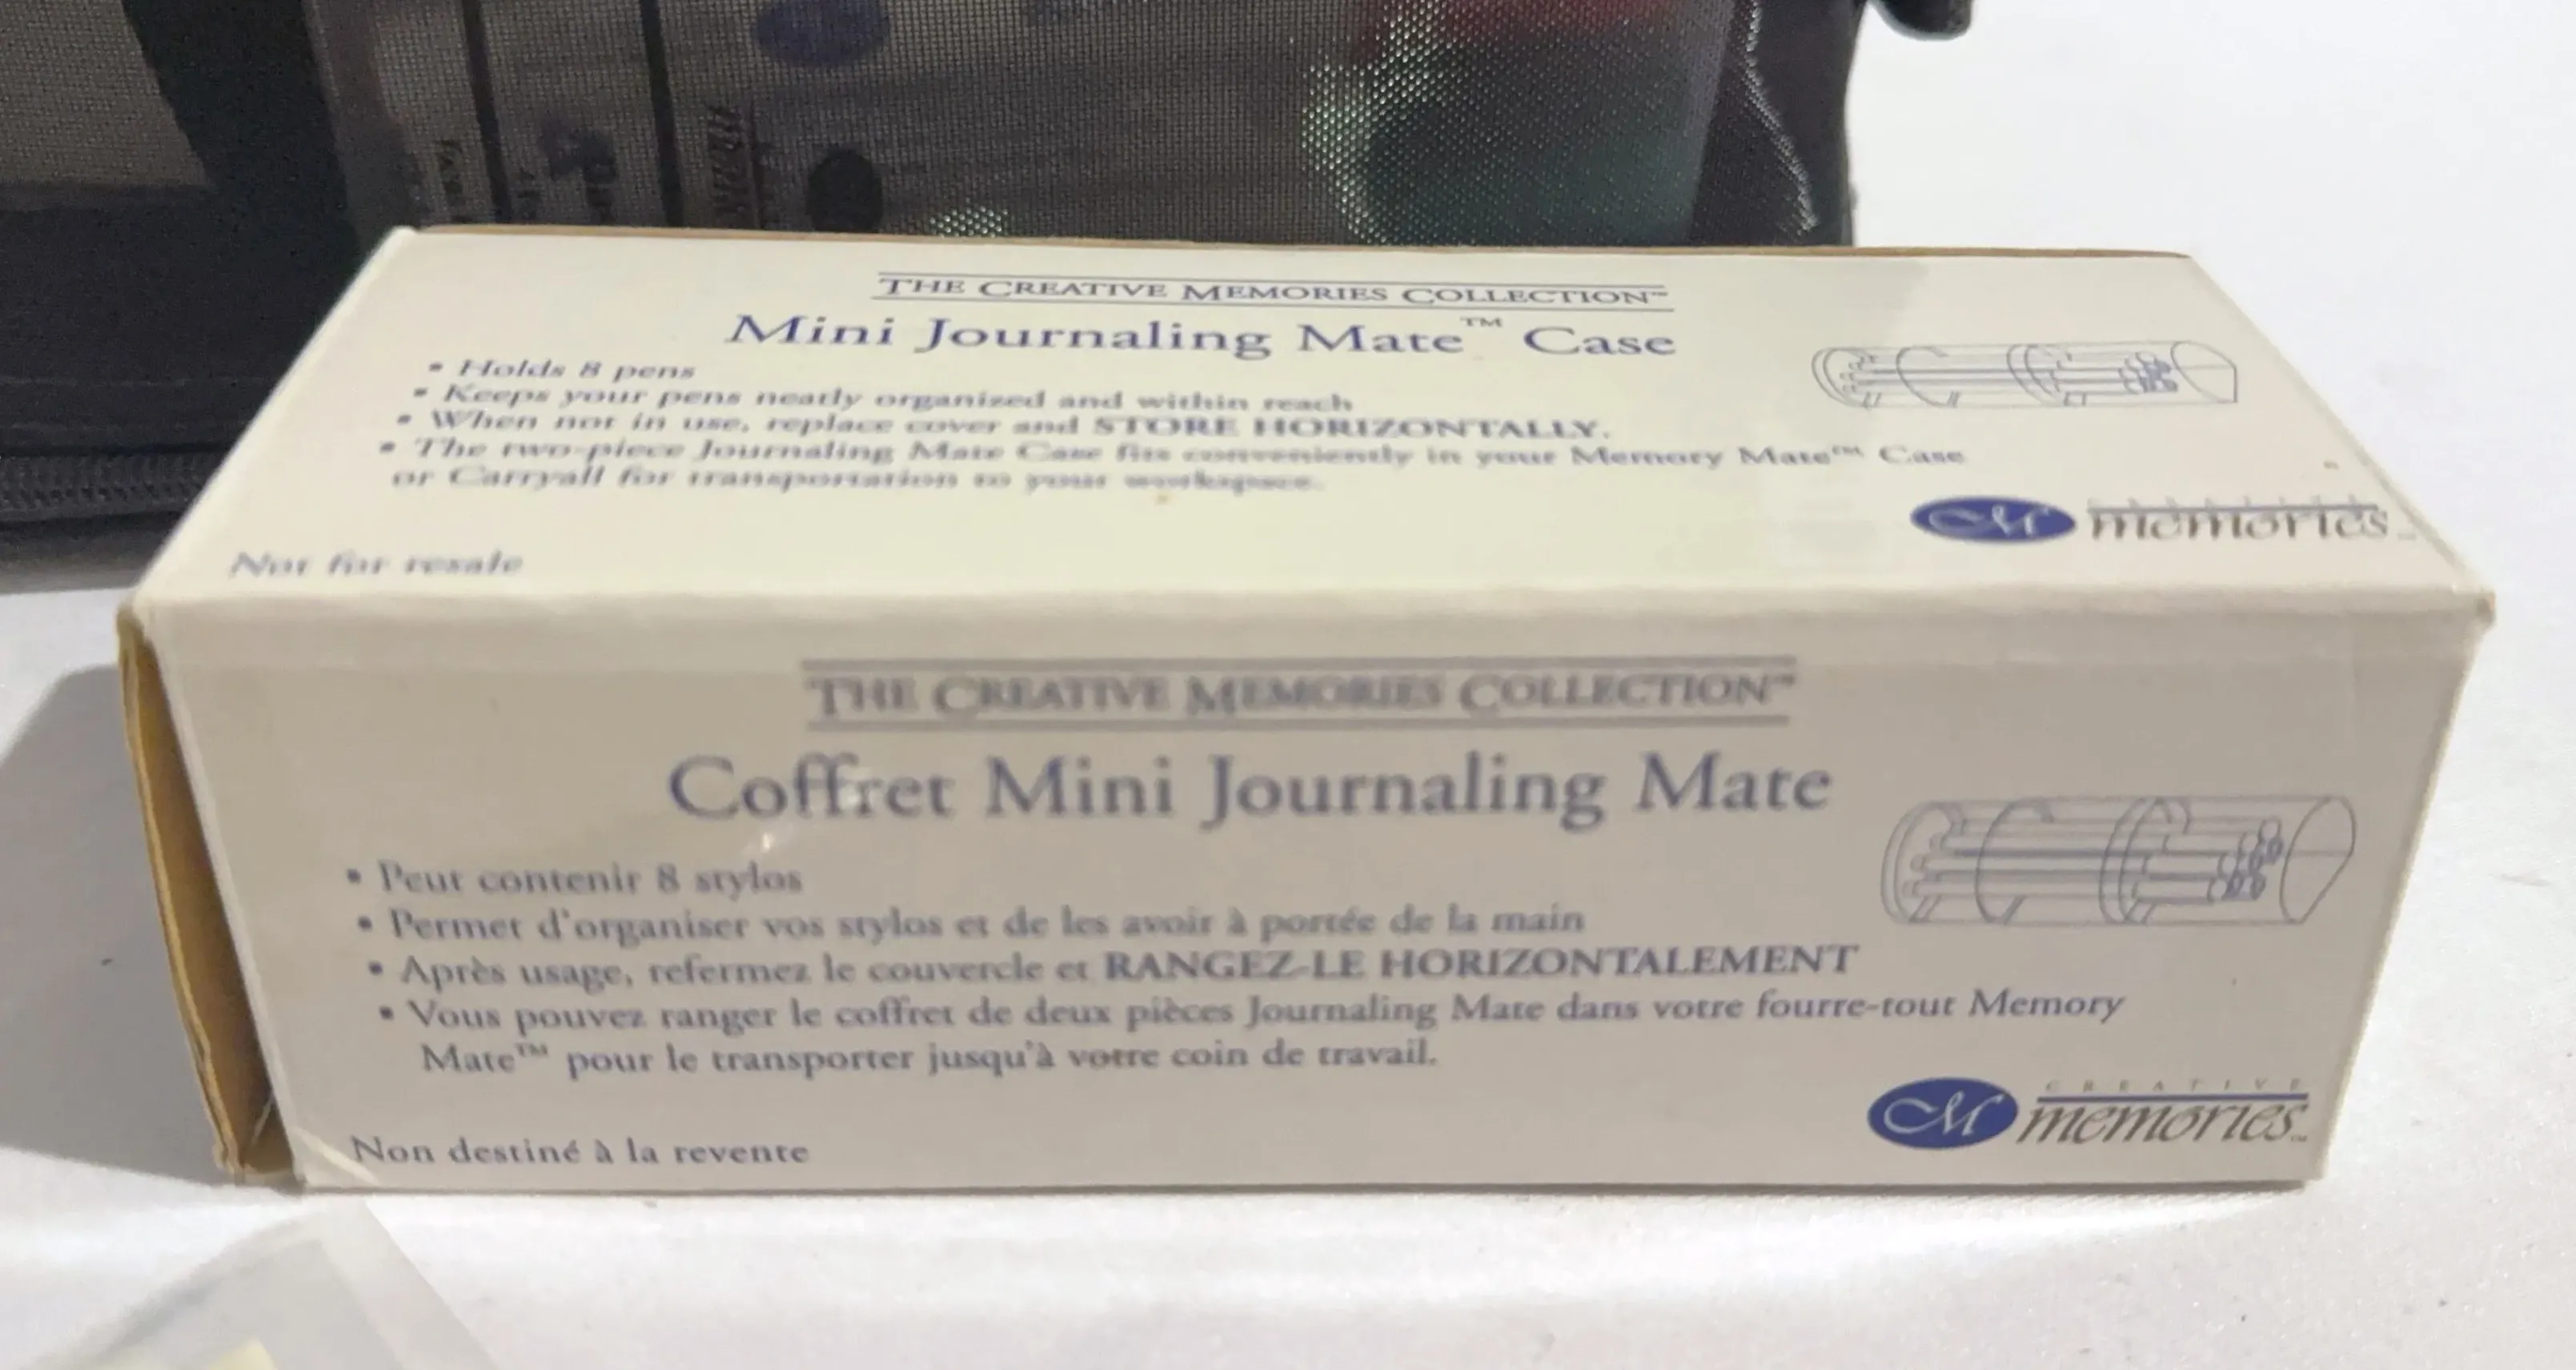 THE CREATIVE MEMORIES COLLECTION™
Mini Journaling Mate™ Case
• Holds 8 pens
• Keeps your pens neatly organized and within reach
• When not in use, replace cover and STORE HORIZONTALLY.
• The two-piece Journaling Mate Case fits conveniently in your Memory Mate™ Case
or Carryall for transportation to your workspace.
CM memories
Not for resale
THE CREATIVE MEMORIES COLLECTION™
Coffret Mini Journaling Mate
• Peut contenir 8 stylos
• Permet d'organiser vos stylos et de les avoir à portée de la main
• Après usage, refermez le couvercle et RANGEZ-LE HORIZONTALEMENT
• Vous pouvez ranger le coffret de deux pièces Journaling Mate dans votre fourre-tout Memory
Mate™ pour le transporter jusqu'à votre coin de travail.
CREATIVE
CM memories™
Non destiné à la revente